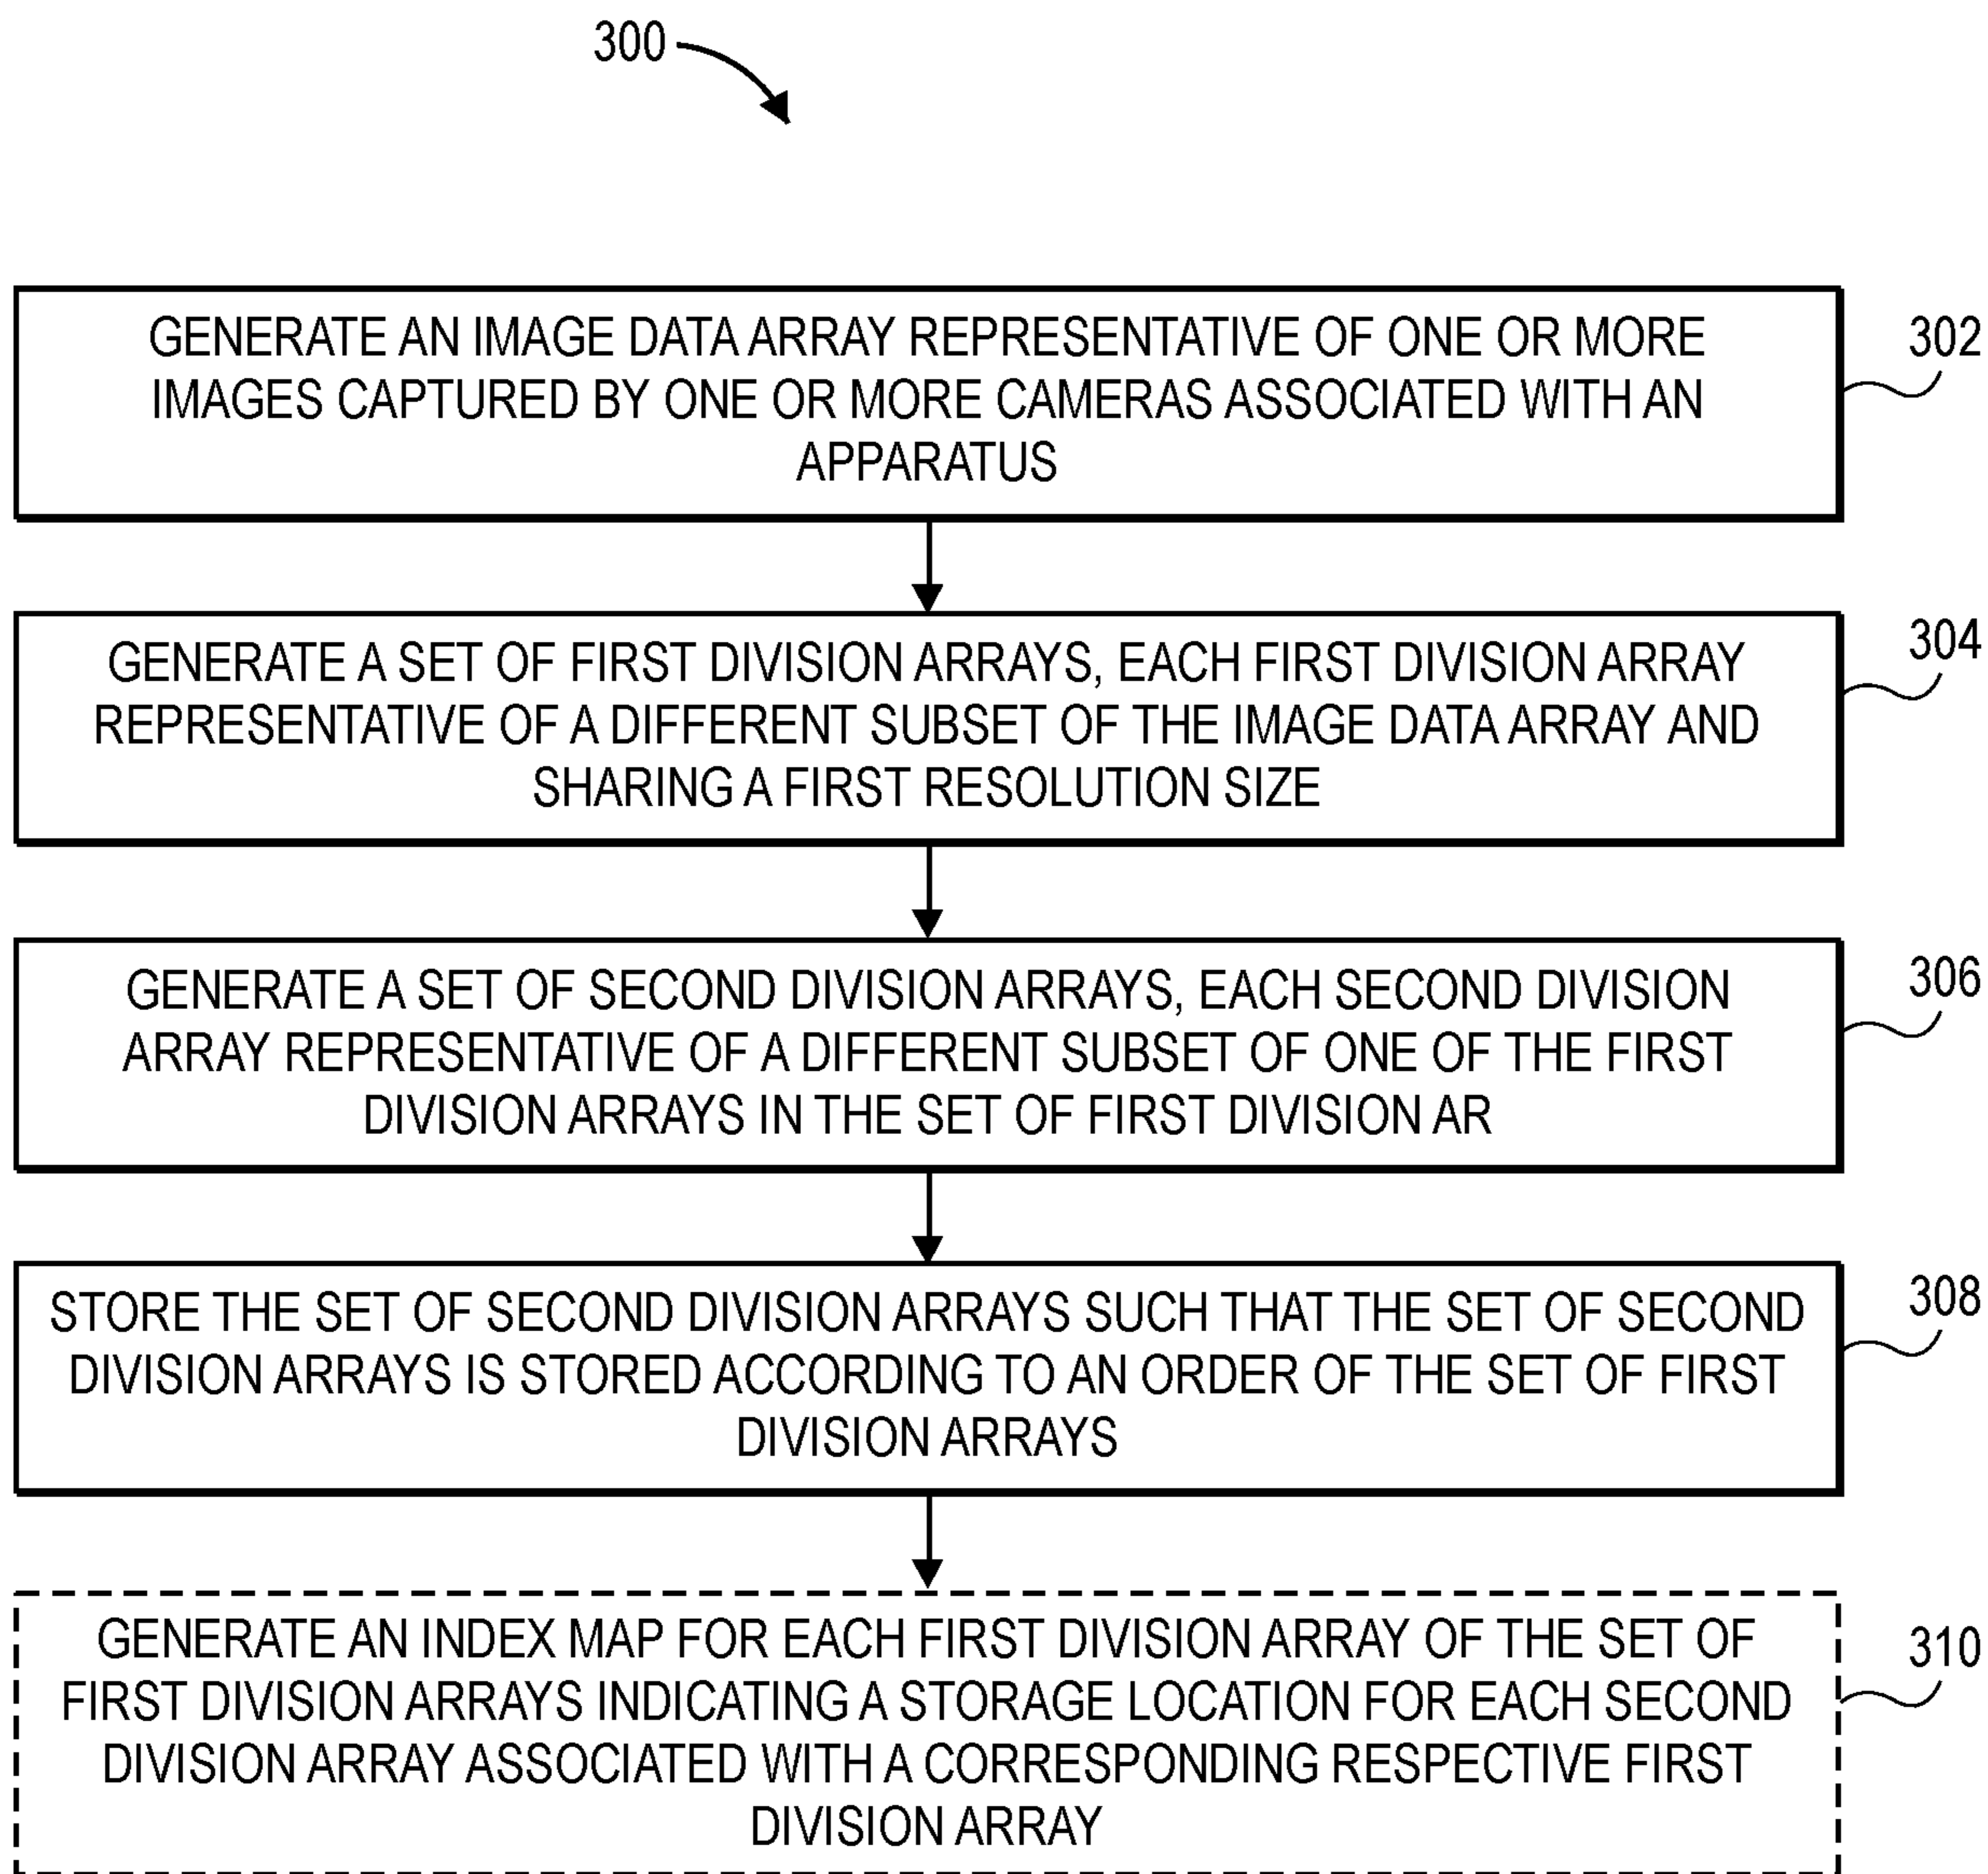 300
GENERATE AN IMAGE DATA ARRAY REPRESENTATIVE OF ONE OR MORE
IMAGES CAPTURED BY ONE OR MORE CAMERAS ASSOCIATED WITH AN
APPARATUS
302
GENERATE A SET OF FIRST DIVISION ARRAYS, EACH FIRST DIVISION ARRAY
REPRESENTATIVE OF A DIFFERENT SUBSET OF THE IMAGE DATA ARRAY AND
SHARING A FIRST RESOLUTION SIZE
304
GENERATE A SET OF SECOND DIVISION ARRAYS, EACH SECOND DIVISION
ARRAY REPRESENTATIVE OF A DIFFERENT SUBSET OF ONE OF THE FIRST
DIVISION ARRAYS IN THE SET OF FIRST DIVISION AR
306
STORE THE SET OF SECOND DIVISION ARRAYS SUCH THAT THE SET OF SECOND
DIVISION ARRAYS IS STORED ACCORDING TO AN ORDER OF THE SET OF FIRST
DIVISION ARRAYS
308
GENERATE AN INDEX MAP FOR EACH FIRST DIVISION ARRAY OF THE SET OF
FIRST DIVISION ARRAYS INDICATING A STORAGE LOCATION FOR EACH SECOND
DIVISION ARRAY ASSOCIATED WITH A CORRESPONDING RESPECTIVE FIRST
DIVISION ARRAY
310